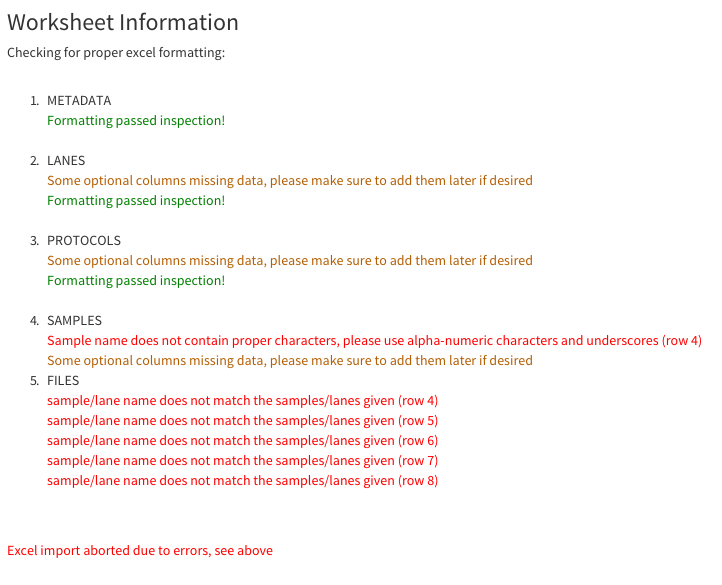 Worksheet Information
Checking for proper excel formatting:
1. METADATA
Formatting passed inspection!
2. LANES
Some optional columns missing data, please make sure to add them later if desired
Formatting passed inspection!
3. PROTOCOLS
Some optional columns missing data, please make sure to add them later if desired
Formatting passed inspection!
4. SAMPLES
Sample name does not contain proper characters, please use alpha-numeric characters and underscores (row 4)
Some optional columns missing data, please make sure to add them later if desired
5. FILES
sample/lane name does not match the samples/lanes given (row 4)
sample/lane name does not match the samples/lanes given (row 5)
sample/lane name does not match the samples/lanes given (row 6)
sample/lane name does not match the samples/lanes given (row 7)
sample/lane name does not match the samples/lanes given (row 8)
Excel import aborted due to errors, see above